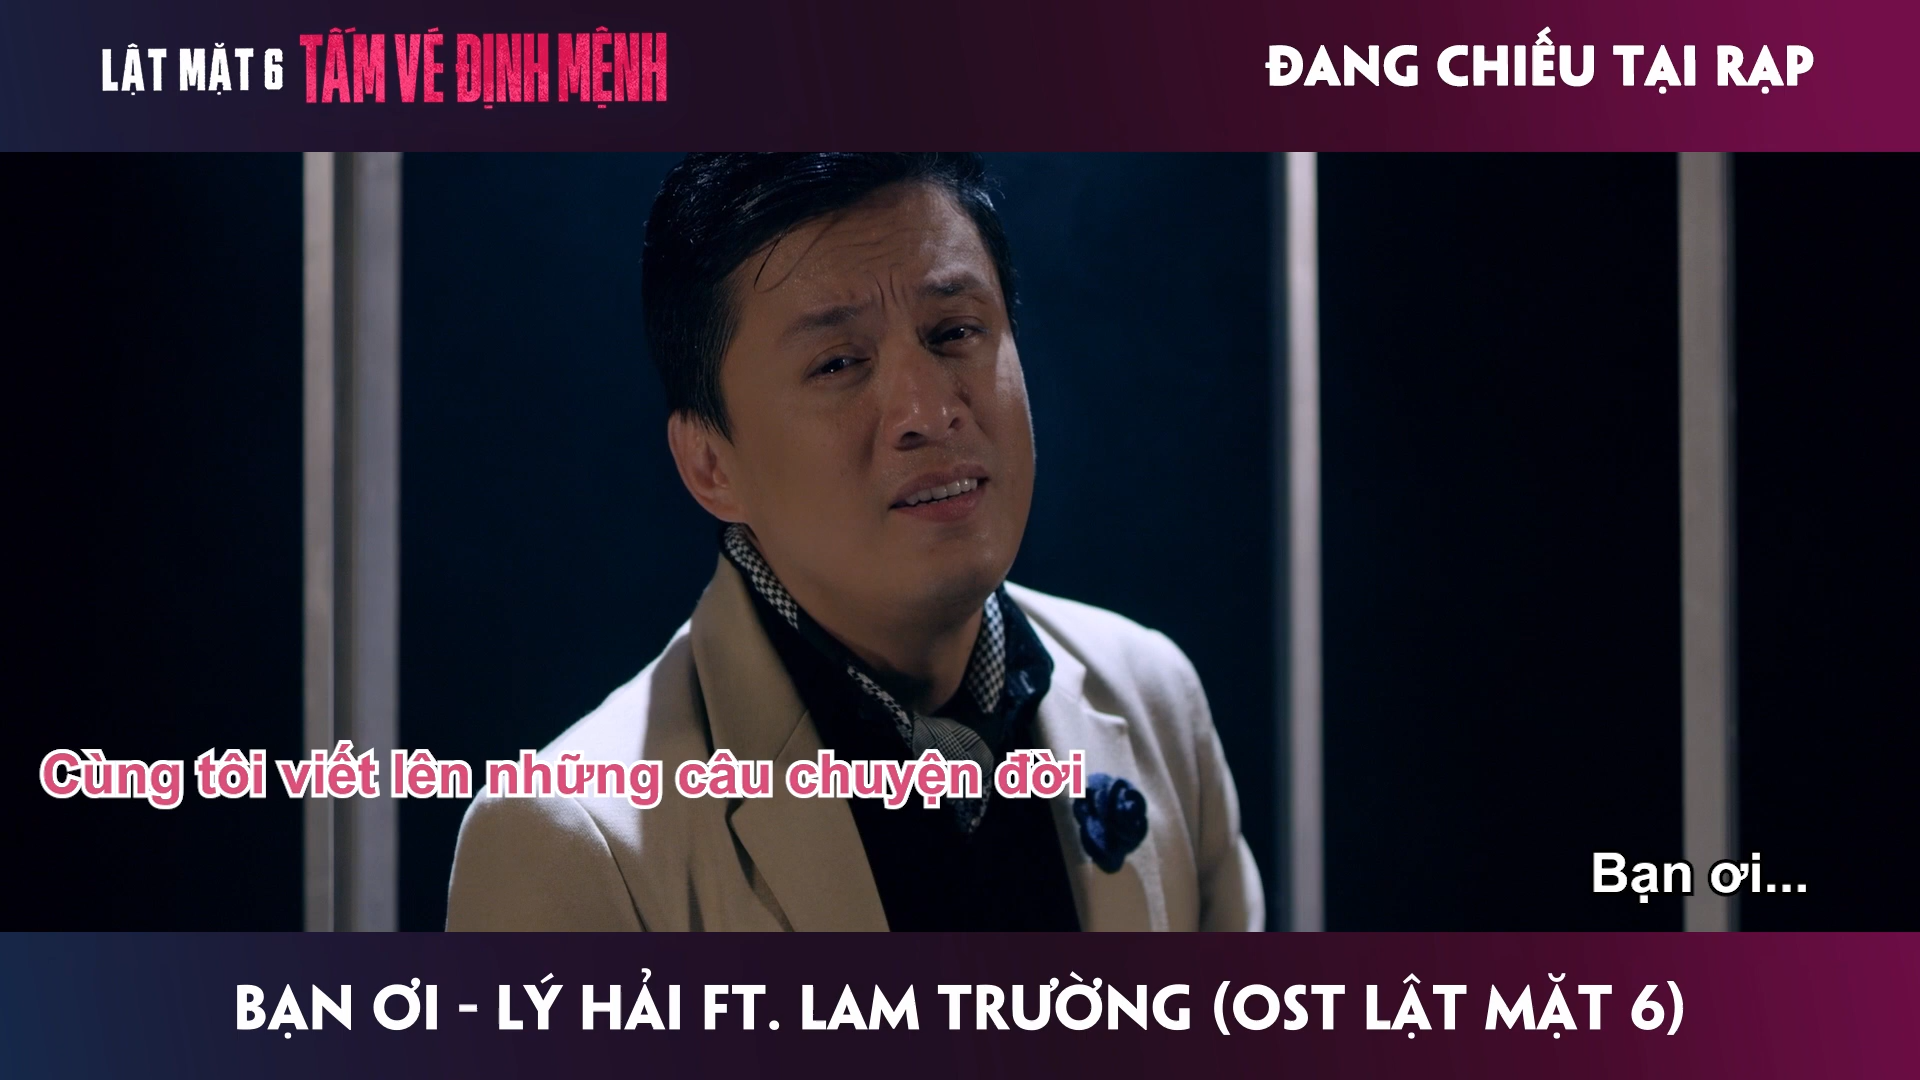 LẬT MẶT 6 TẤM VÉ ĐỊNH MỆNH
ĐANG CHIẾU TẠI RẠP
Cùng tôi viết lên những câu chuyện đời
Bạn ơi...
BẠN ƠI - LÝ HẢI FT. LAM TRƯỜNG (OST LẬT MẶT 6)